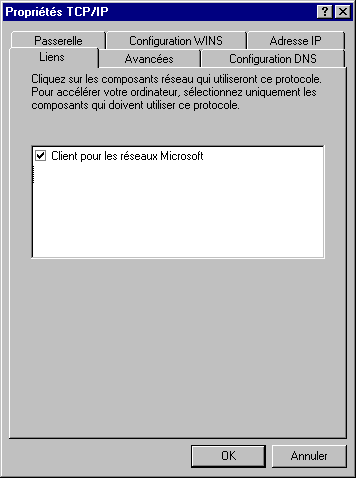 Propriétés TCP/IP
Passerelle
Configuration WINS
Adresse IP
Liens
Avancées
Configuration DNS
Cliquez sur les composants réseau qui utiliseront ce protocole.
Pour accélérer votre ordinateur, sélectionnez uniquement les
composants qui doivent utiliser ce protocole.
Client pour les réseaux Microsoft
OK
Annuler